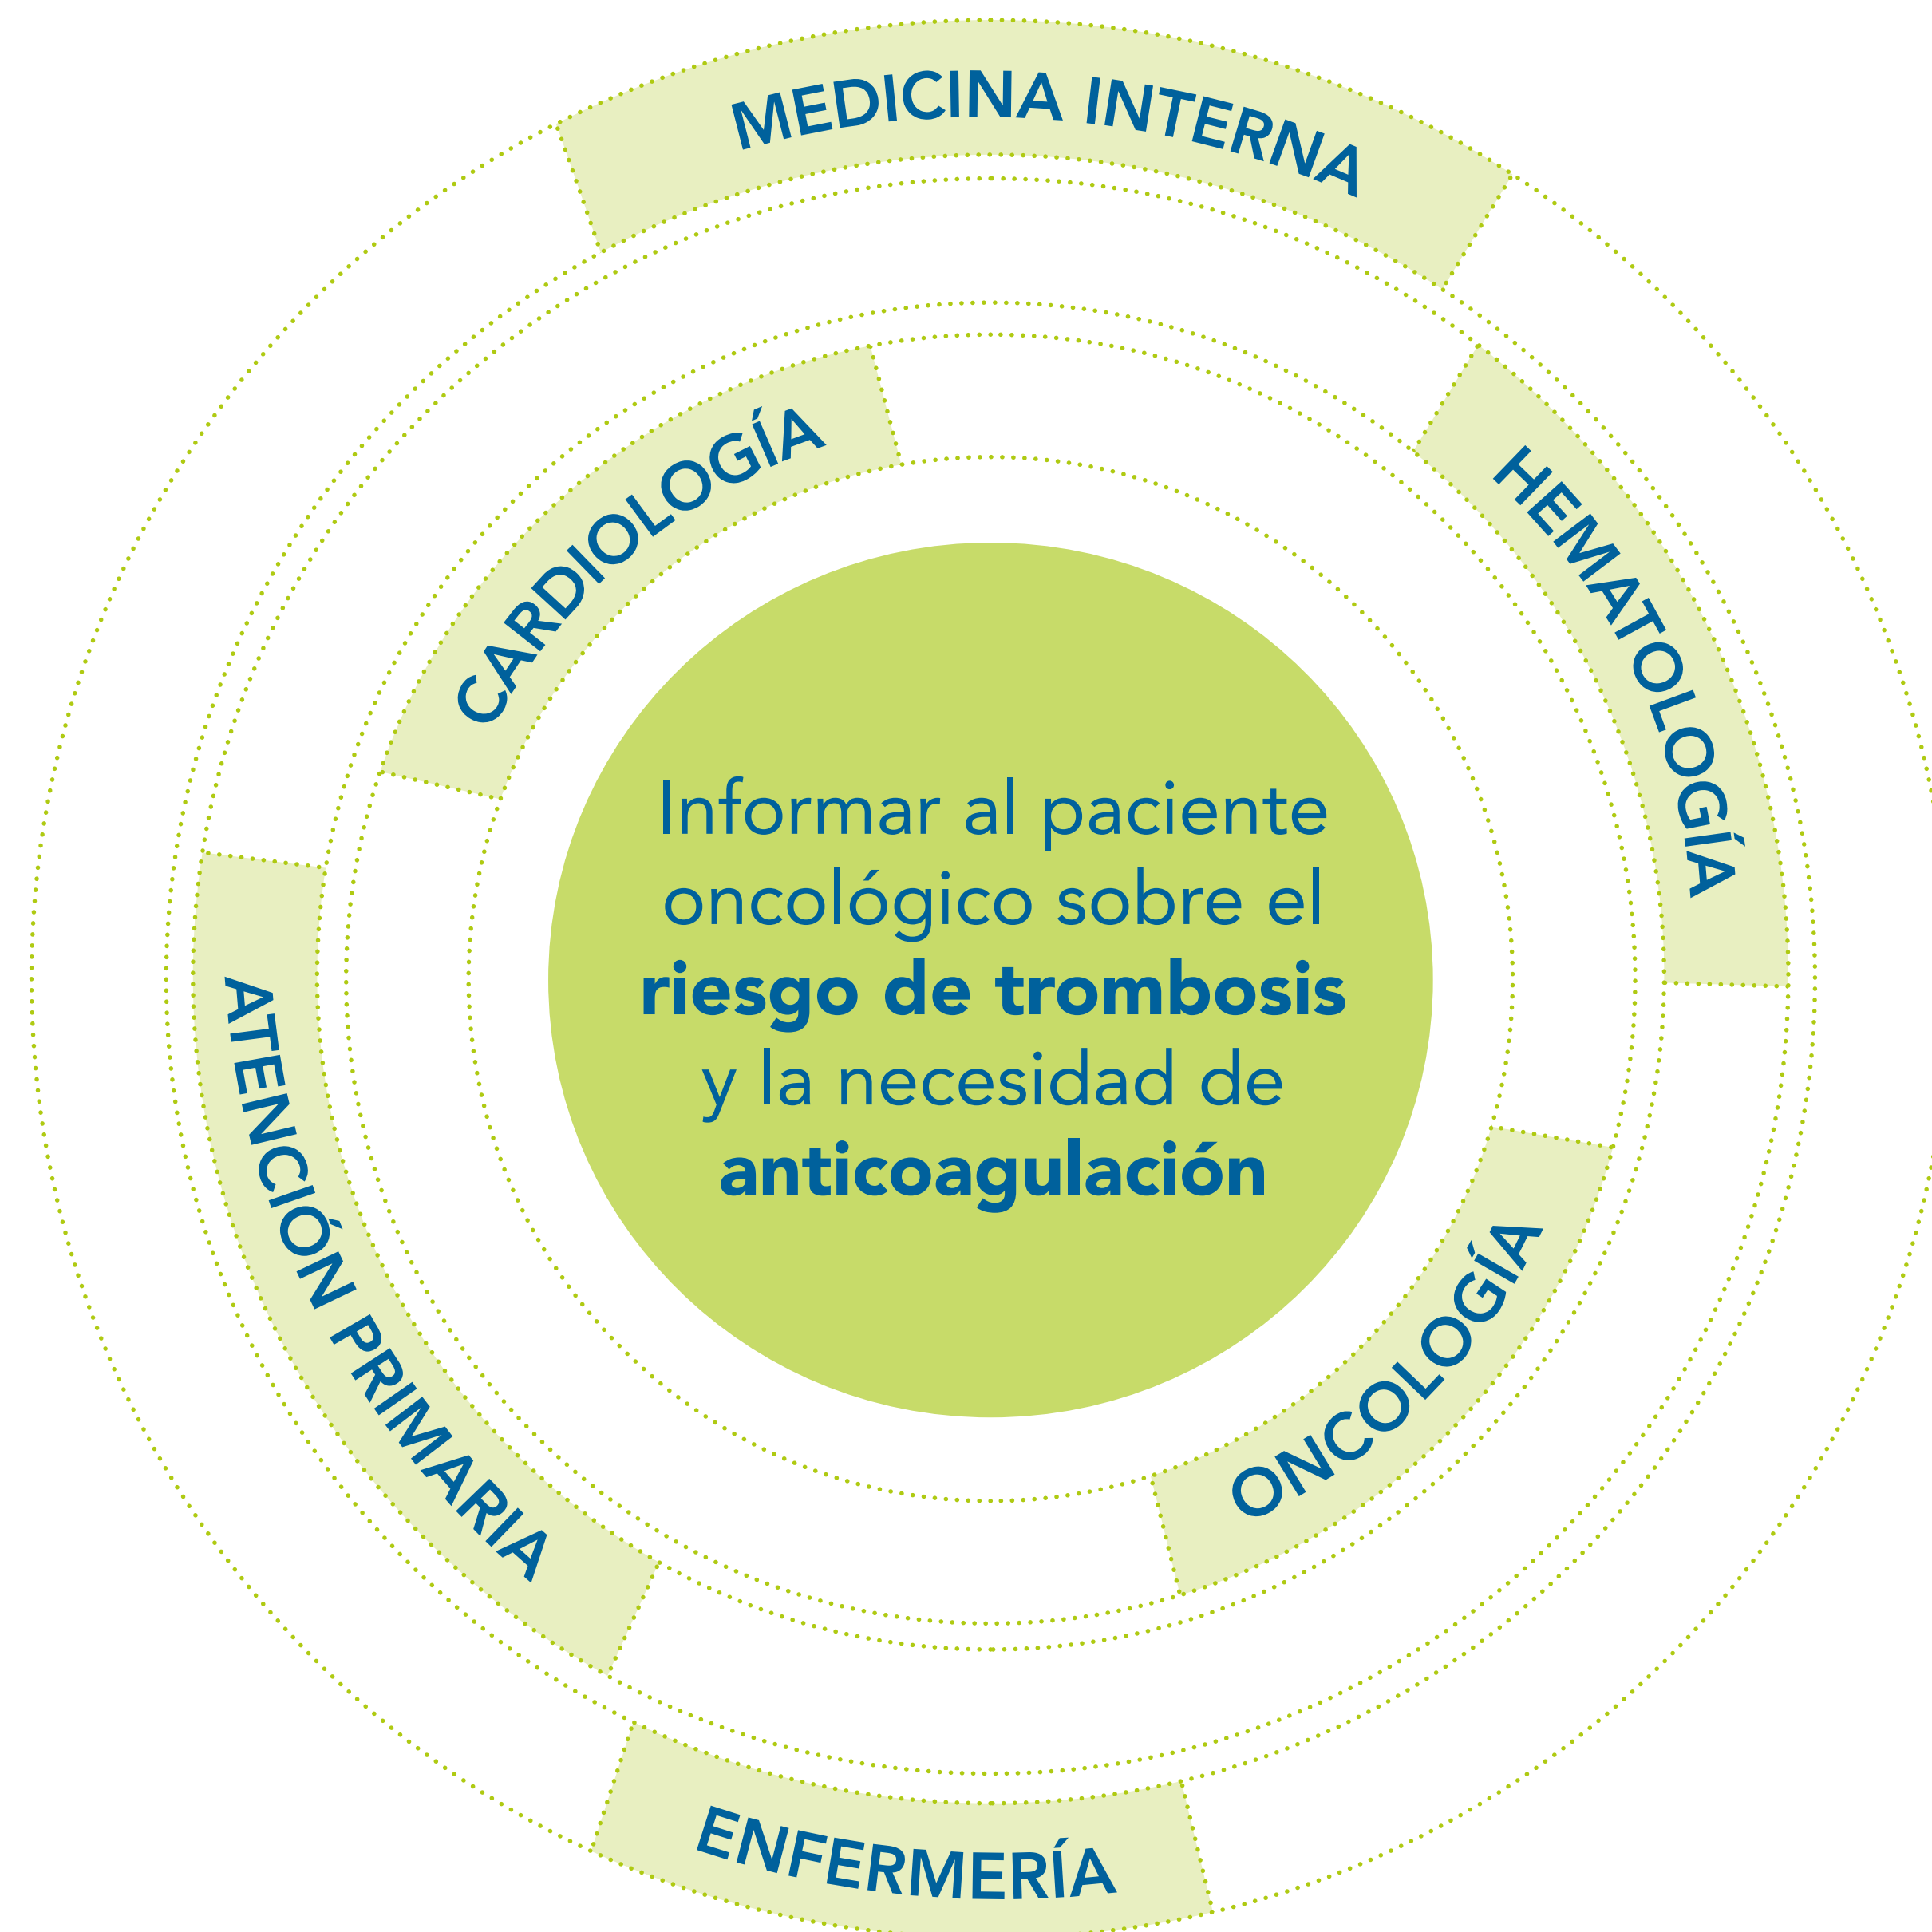 MEDICINA INTERNA
CARDIOLOGÍA
HEMATOLOGÍA
Informar al paciente
oncológico sobre el
riesgo de trombosis
y la necesidad de
anticoagulación
ATENCIÓN PRIMARIA
ONCOLOGÍA
ENFERMERÍA